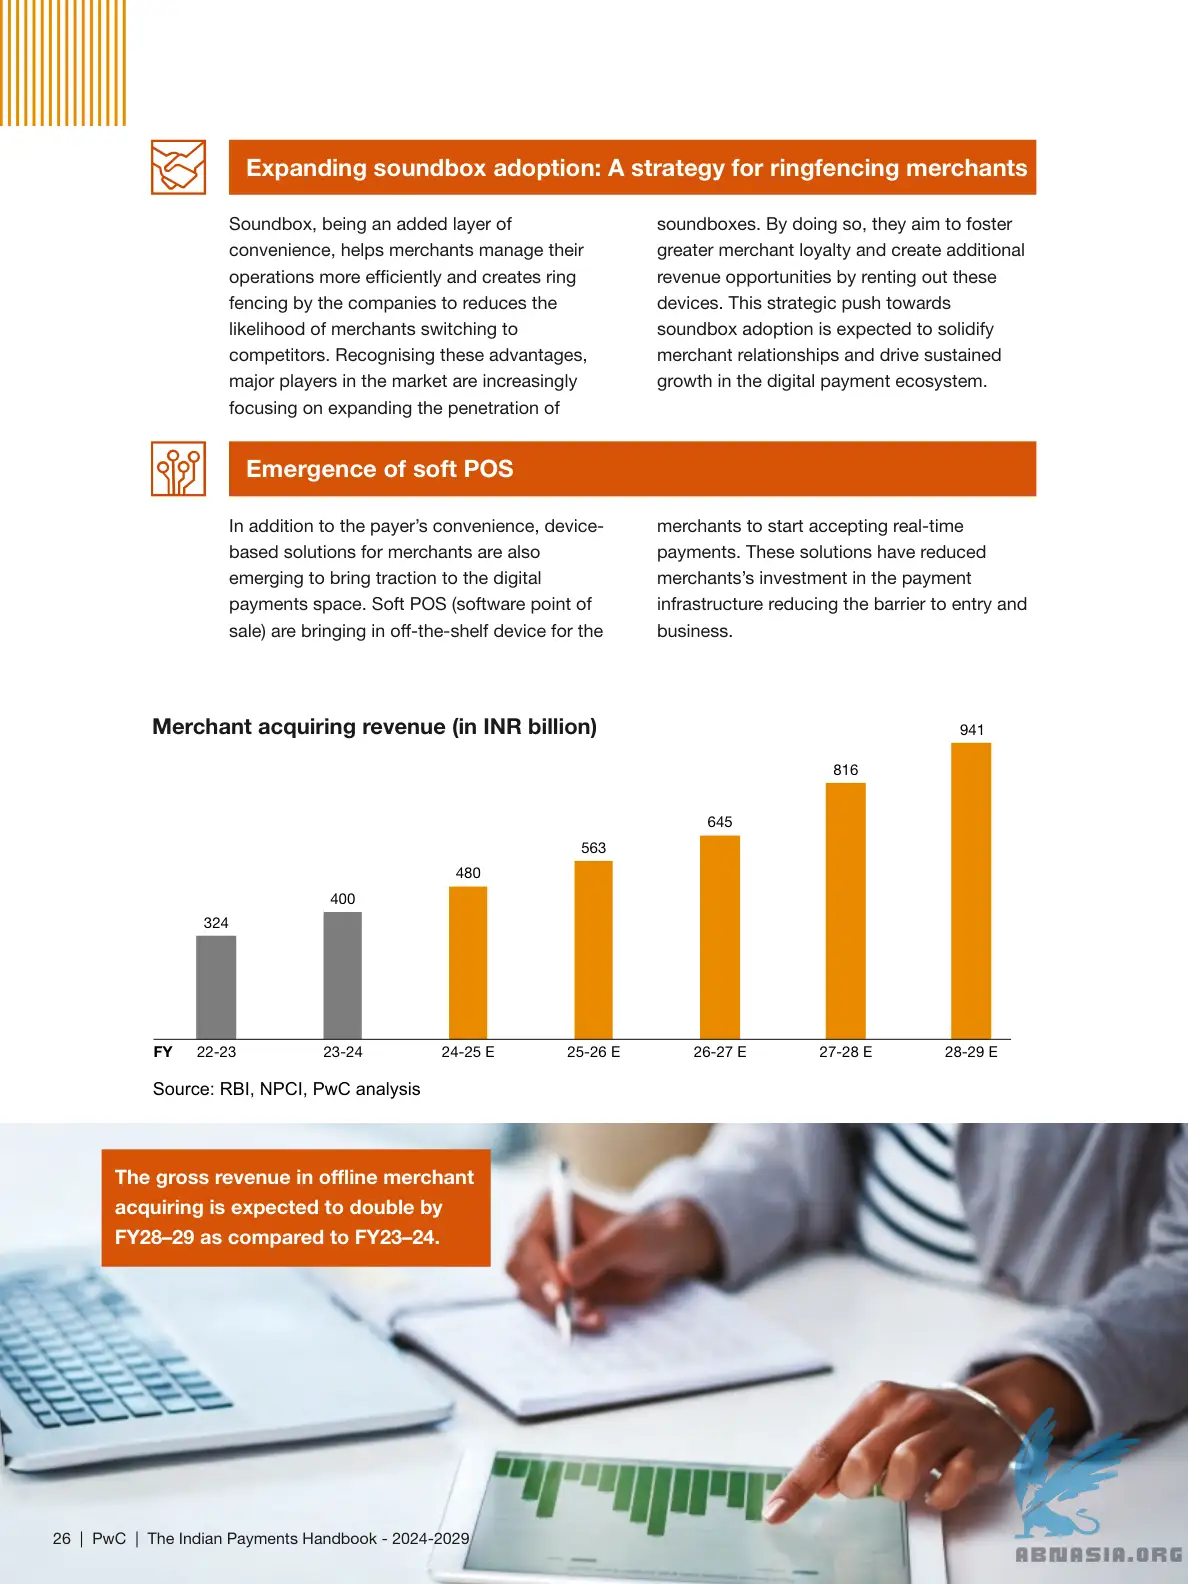 Expanding soundbox adoption: A strategy for ringfencing merchants
Soundbox, being an added layer of
convenience, helps merchants manage their
operations more efficiently and creates ring
fencing by the companies to reduces the
likelihood of merchants switching to
competitors. Recognising these advantages,
major players in the market are increasingly
focusing on expanding the penetration of
soundboxes. By doing so, they aim to foster
greater merchant loyalty and create additional
revenue opportunities by renting out these
devices. This strategic push towards
soundbox adoption is expected to solidify
merchant relationships and drive sustained
growth in the digital payment ecosystem.
Emergence of soft POS
In addition to the payer’s convenience, device-
based solutions for merchants are also
emerging to bring traction to the digital
payments space. Soft POS (software point of
sale) are bringing in off-the-shelf device for the
merchants to start accepting real-time
payments. These solutions have reduced
merchants’s investment in the payment
infrastructure reducing the barrier to entry and
business.
Merchant acquiring revenue (in INR billion)
324
400
480
563
645
816
941
FY 22-23 23-24 24-25 E 25-26 E 26-27 E 27-28 E 28-29 E
Source: RBI, NPCI, PwC analysis
The gross revenue in offline merchant
acquiring is expected to double by
FY28–29 as compared to FY23–24.
26 | PwC | The Indian Payments Handbook - 2024-2029
ABNASIA.ORG